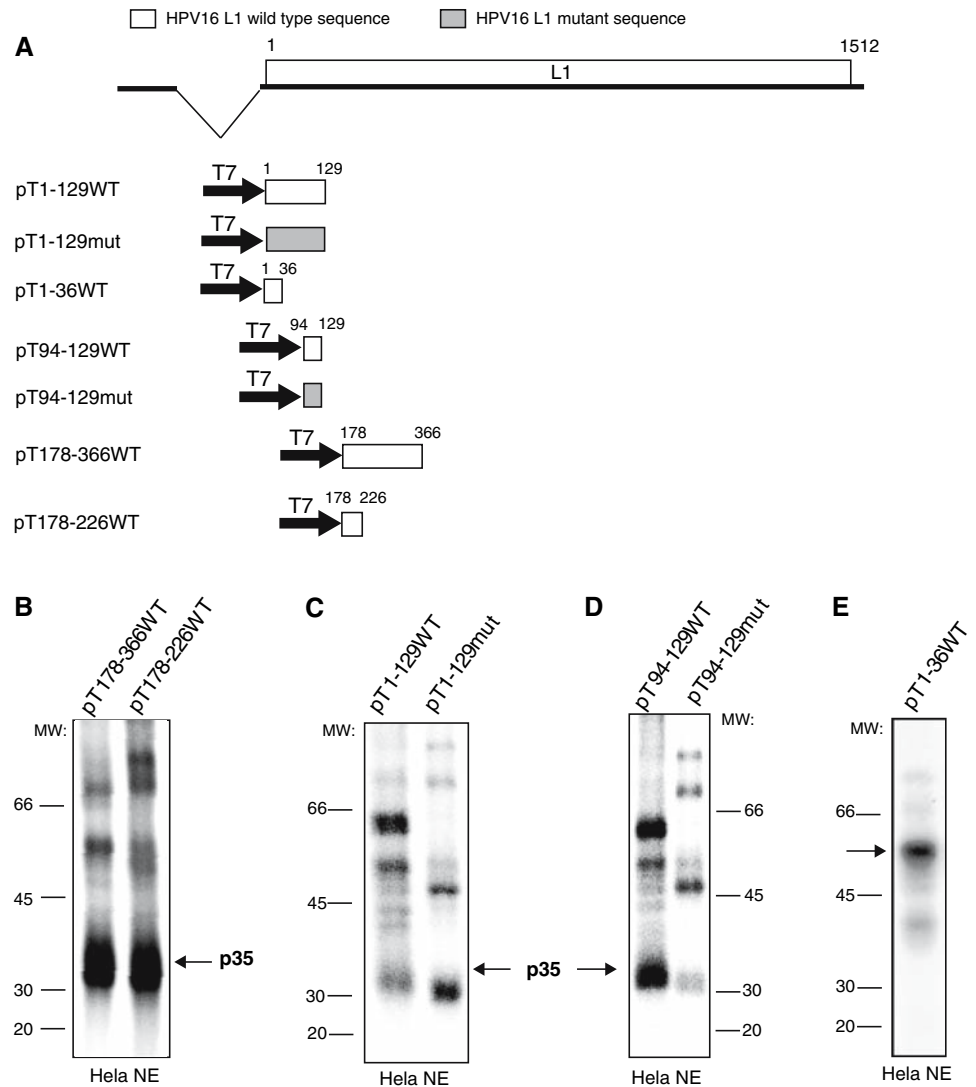 HPV16 L1 wild type sequence
HPV16 L1 mutant sequence
A
1
1512
L1
T7
1
129
pT1-129WT
T7
pT1-129mut
T7
1 36
pT1-36WT
T7
94 129
pT94-129WT
T7
pT94-129mut
T7
178
366
pT178-366WT
T7
178 226
pT178-226WT
B
pT178-366WT
pT178-226WT
MW:
66
45
30
20
p35
Hela NE
C
pT1-129WT
pT1-129mut
MW:
66
45
30
20
p35
Hela NE
D
pT94-129WT
pT94-129mut
MW:
66
45
30
20
Hela NE
E
pT1-36WT
MW:
66
45
30
20
Hela NE